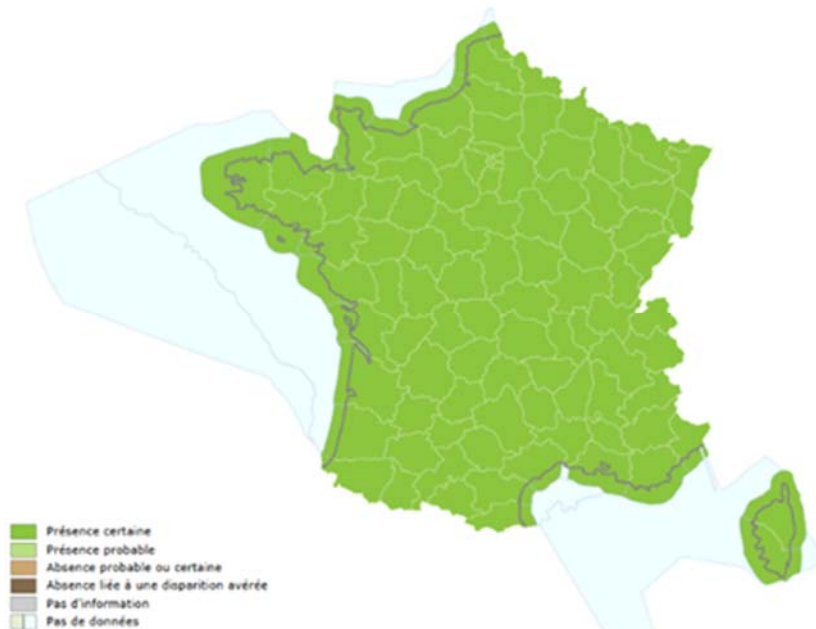 Présence certaine
Présence probable
Absence probable ou certaine
Absence liée à une disparition avérée
Pas d'information
Pas de données